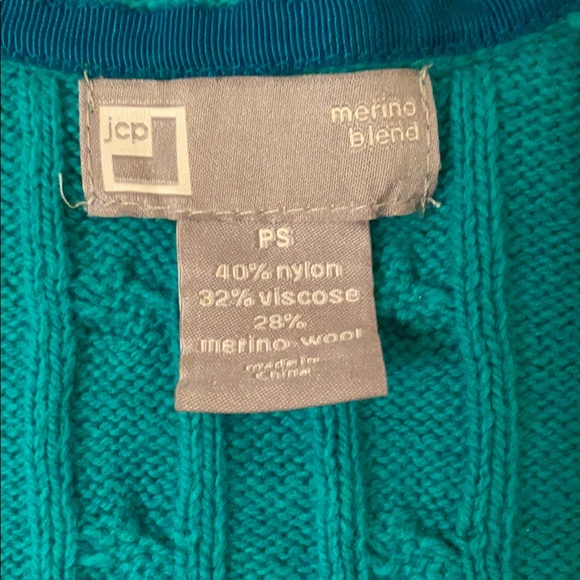 jcp
merino
blend
PS
40% nylon
32% viscose
28%
merino wool
made in
China